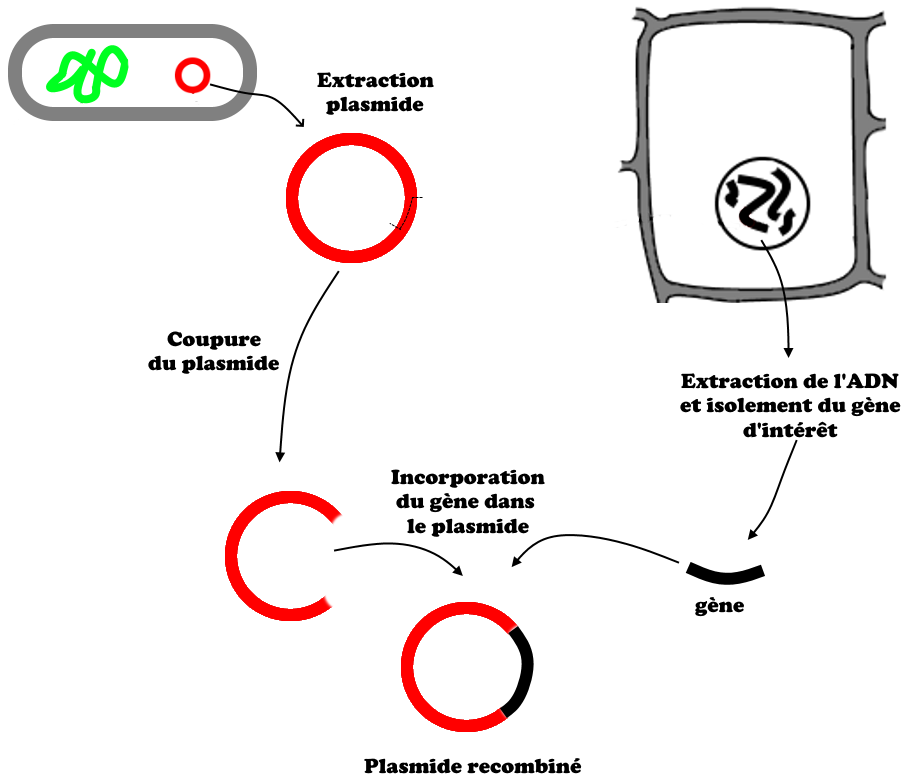 Extraction
plasmide
Coupure
du plasmide
Extraction de l'ADN
et isolement du gène
d'intérêt
Incorporation
du gène dans
le plasmide
gène
Plasmide recombiné